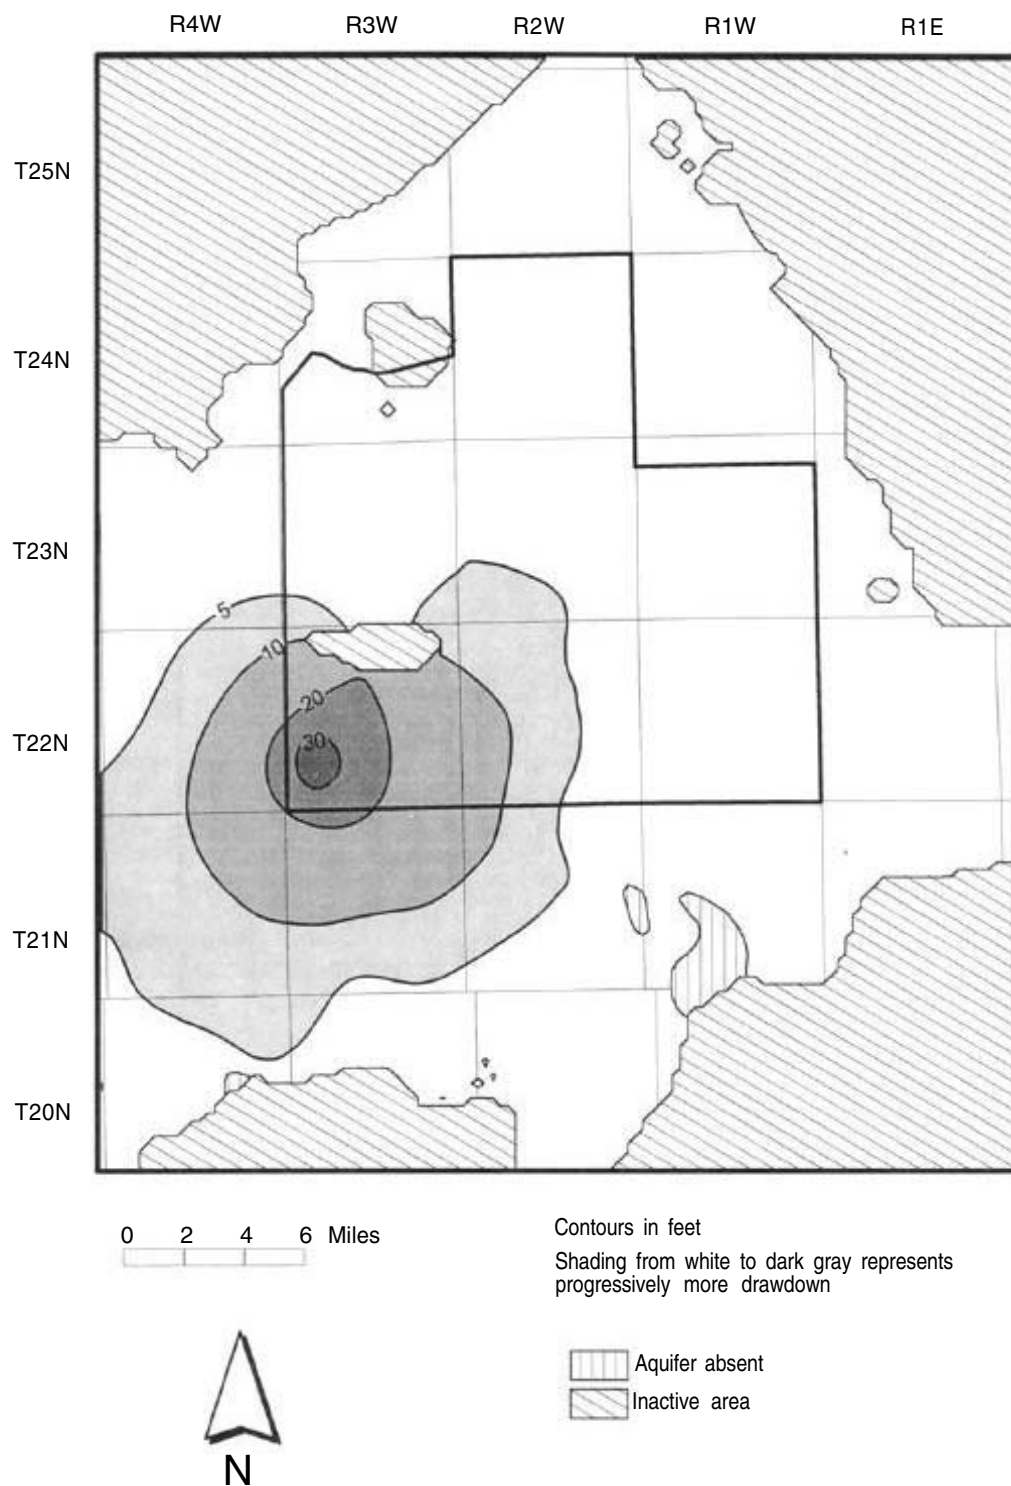 R4W R3W R2W R1W R1E
T25N
T24N
T23N
5
10
20
T22N
30
T21N
T20N
0 2 4 6 Miles
Contours in feet
Shading from white to dark gray represents
progressively more drawdown
Aquifer absent
Inactive area
N